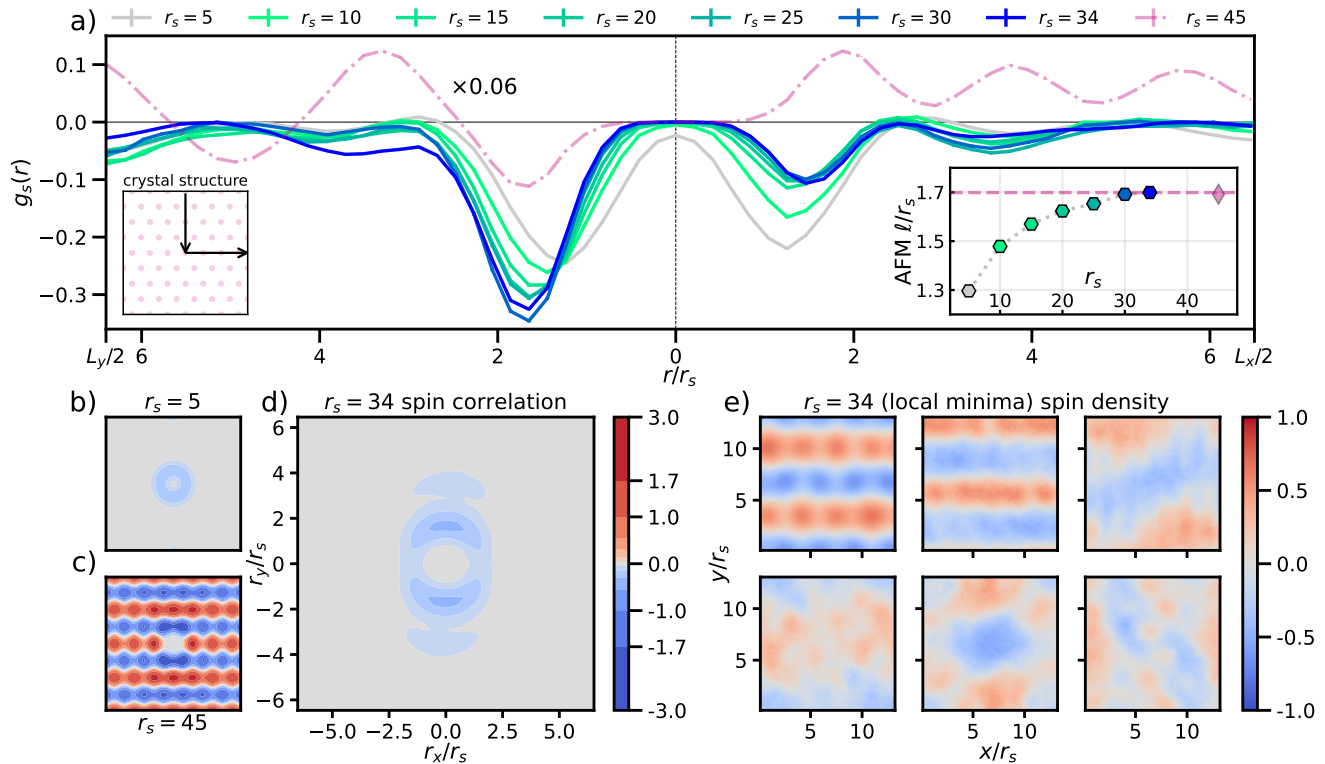 a)
r_s = 5 r_s = 10 r_s = 15 r_s = 20 r_s = 25 r_s = 30 r_s = 34 r_s = 45
0.1
0.0
−0.1
−0.2
−0.3
g_s(r)
×0.06
crystal structure
1.7
1.5
1.3
AFM ℓ/r_s
r_s
10 20 30 40
L_y/2 6 4 2 0 2 4 6 L_x/2
r/r_s
b) r_s = 5
c)
r_s = 45
d) r_s = 34 spin correlation
6
4
2
0
−2
−4
−6
r_y/r_s
−5.0 −2.5 0.0 2.5 5.0
r_x/r_s
3.0
1.7
1.0
0.0
-1.0
-1.7
-3.0
e) r_s = 34 (local minima) spin density
10
5
10
5
y/r_s
5 10 5 10 5 10
x/r_s
1.0
0.5
0.0
-0.5
-1.0